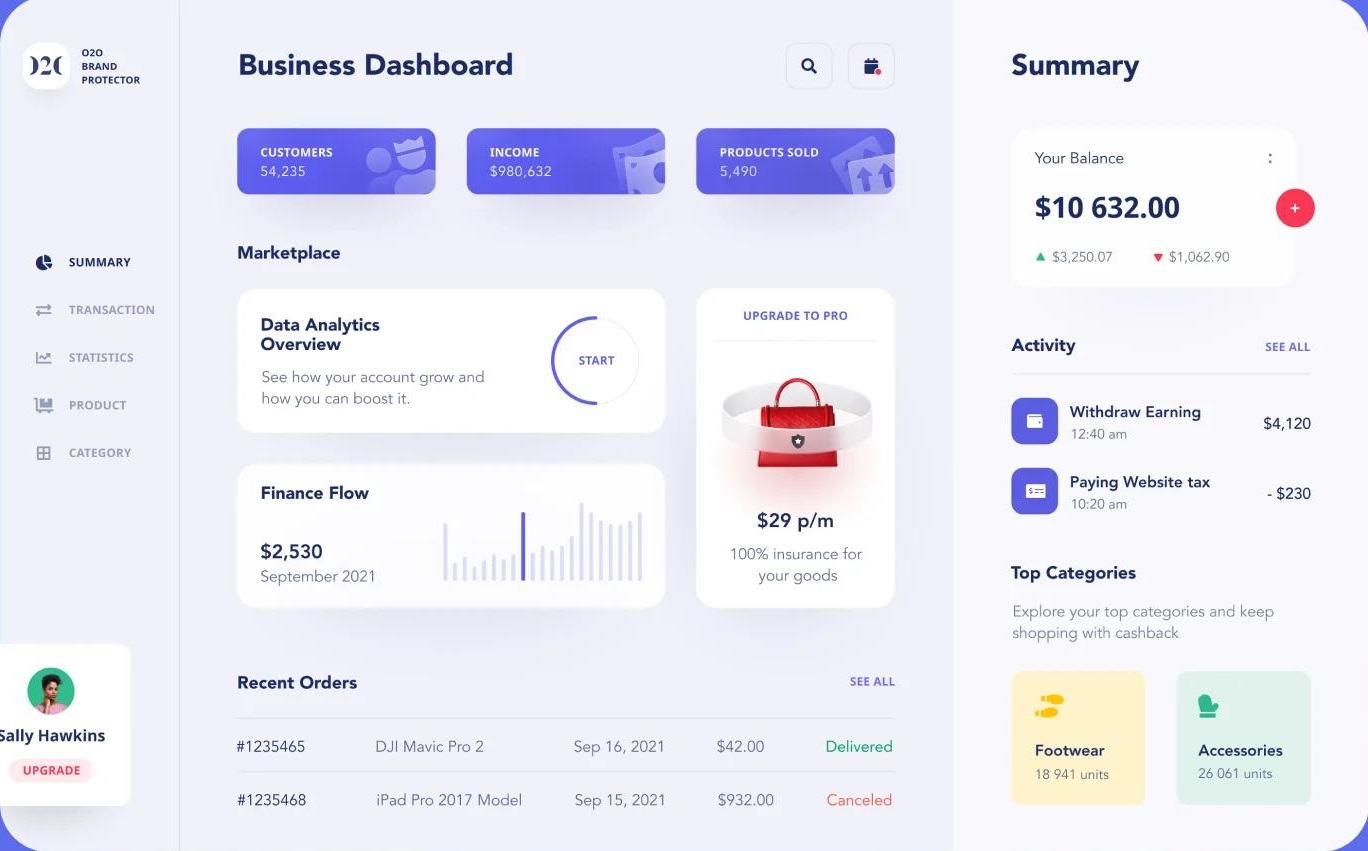 O2O
BRAND
PROTECTOR
SUMMARY
TRANSACTION
STATISTICS
PRODUCT
CATEGORY
Sally Hawkins
UPGRADE
Business Dashboard
CUSTOMERS
54,235
INCOME
$980,632
PRODUCTS SOLD
5,490
Marketplace
Data Analytics
Overview
See how your account grow and
how you can boost it.
START
Finance Flow
$2,530
September 2021
UPGRADE TO PRO
$29 p/m
100% insurance for
your goods
Recent Orders
SEE ALL
#1235465 DJI Mavic Pro 2 Sep 16, 2021 $42.00 Delivered
#1235468 iPad Pro 2017 Model Sep 15, 2021 $932.00 Canceled
Summary
Your Balance
$10 632.00
+
$3,250.07 $1,062.90
Activity
SEE ALL
Withdraw Earning
12:40 am
$4,120
Paying Website tax
10:20 am
- $230
Top Categories
Explore your top categories and keep
shopping with cashback
Footwear
18 941 units
Accessories
26 061 units